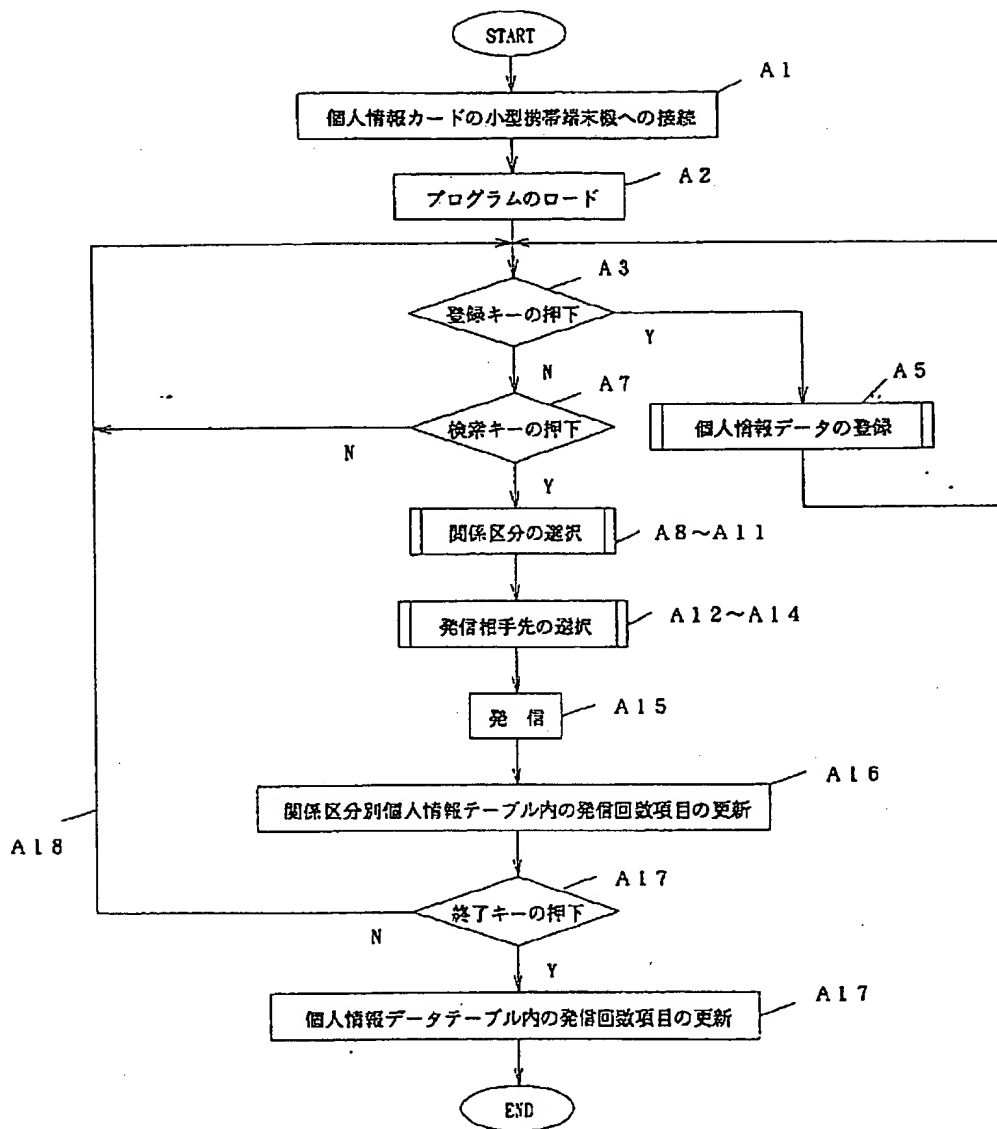 START
A1
個人情報カードの小型携帯端末機への接続
A2
プログラムのロード
A3
登録キーの押下
Y
N
A7
A5
検索キーの押下
個人情報データの登録
N
Y
関係区分の選択
A8～A11
発信相手先の選択
A12～A14
発 信
A15
A16
関係区分別個人情報テーブル内の発信回数項目の更新
A18
A17
終了キーの押下
N
Y
A17
個人情報データテーブル内の発信回数項目の更新
END